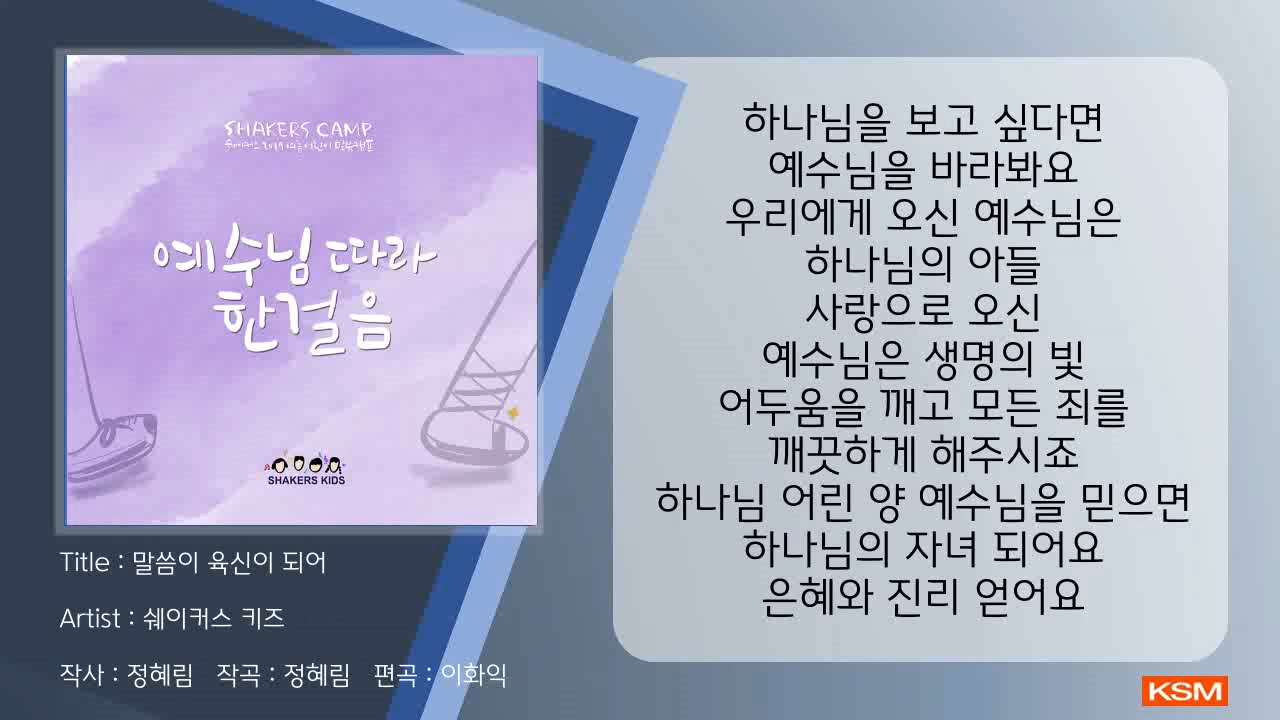 SHAKERS CAMP
예수님 따라
한걸음
SHAKERS KIDS
Title : 말씀이 육신이 되어
Artist : 쉐이커스 키즈
작사 : 정혜림 작곡 : 정혜림 편곡 : 이화익
하나님을 보고 싶다면
예수님을 바라봐요
우리에게 오신 예수님은
하나님의 아들
사랑으로 오신
예수님은 생명의 빛
어두움을 깨고 모든 죄를
깨끗하게 해주시죠
하나님 어린 양 예수님을 믿으면
하나님의 자녀 되어요
은혜와 진리 얻어요
KSM